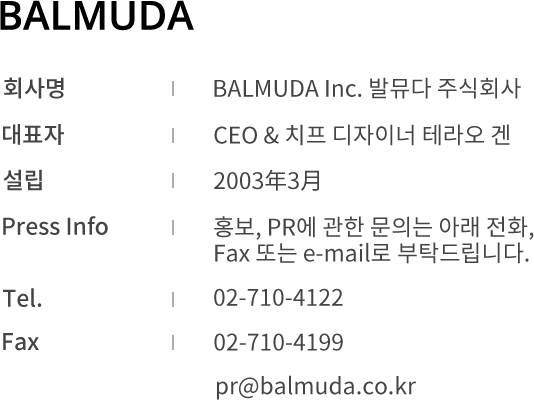 BALMUDA
회사명 | BALMUDA Inc. 발뮤다 주식회사
대표자 | CEO & 치프 디자이너 테라오 겐
설립 | 2003年3月
Press Info | 홍보, PR에 관한 문의는 아래 전화,
Fax 또는 e-mail로 부탁드립니다.
Tel. | 02-710-4122
Fax | 02-710-4199
pr@balmuda.co.kr